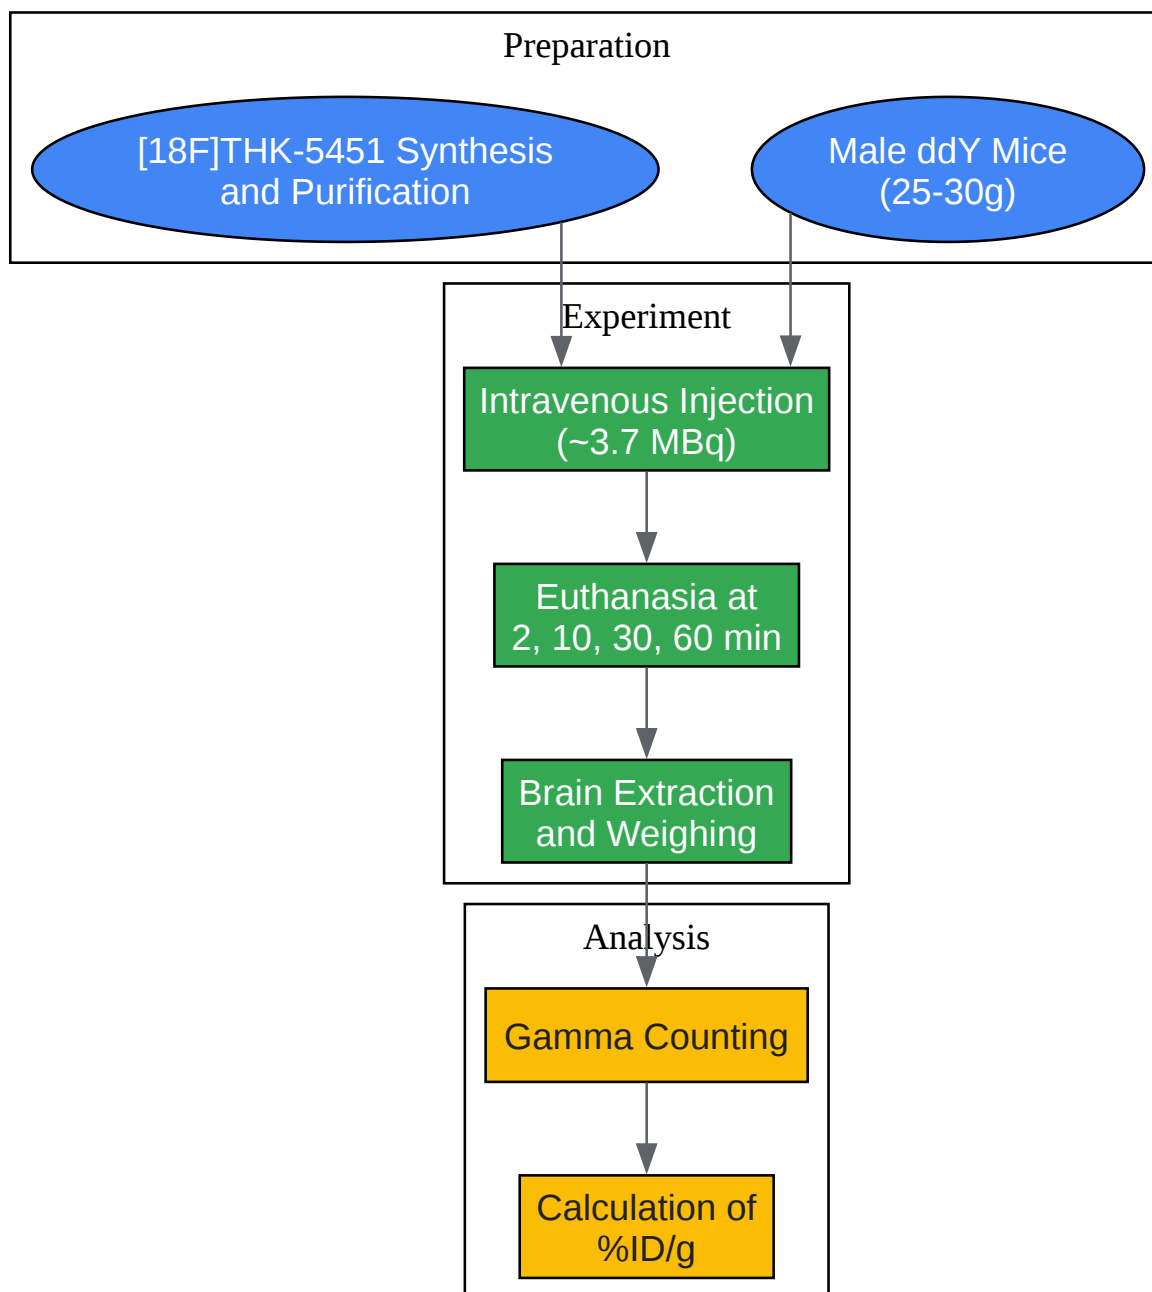 Preparation
[18F]THK-5451 Synthesis
and Purification
Male ddY Mice
(25-30g)
Experiment
Intravenous Injection
(~3.7 MBq)
Euthanasia at
2, 10, 30, 60 min
Brain Extraction
and Weighing
Analysis
Gamma Counting
Calculation of
%ID/g